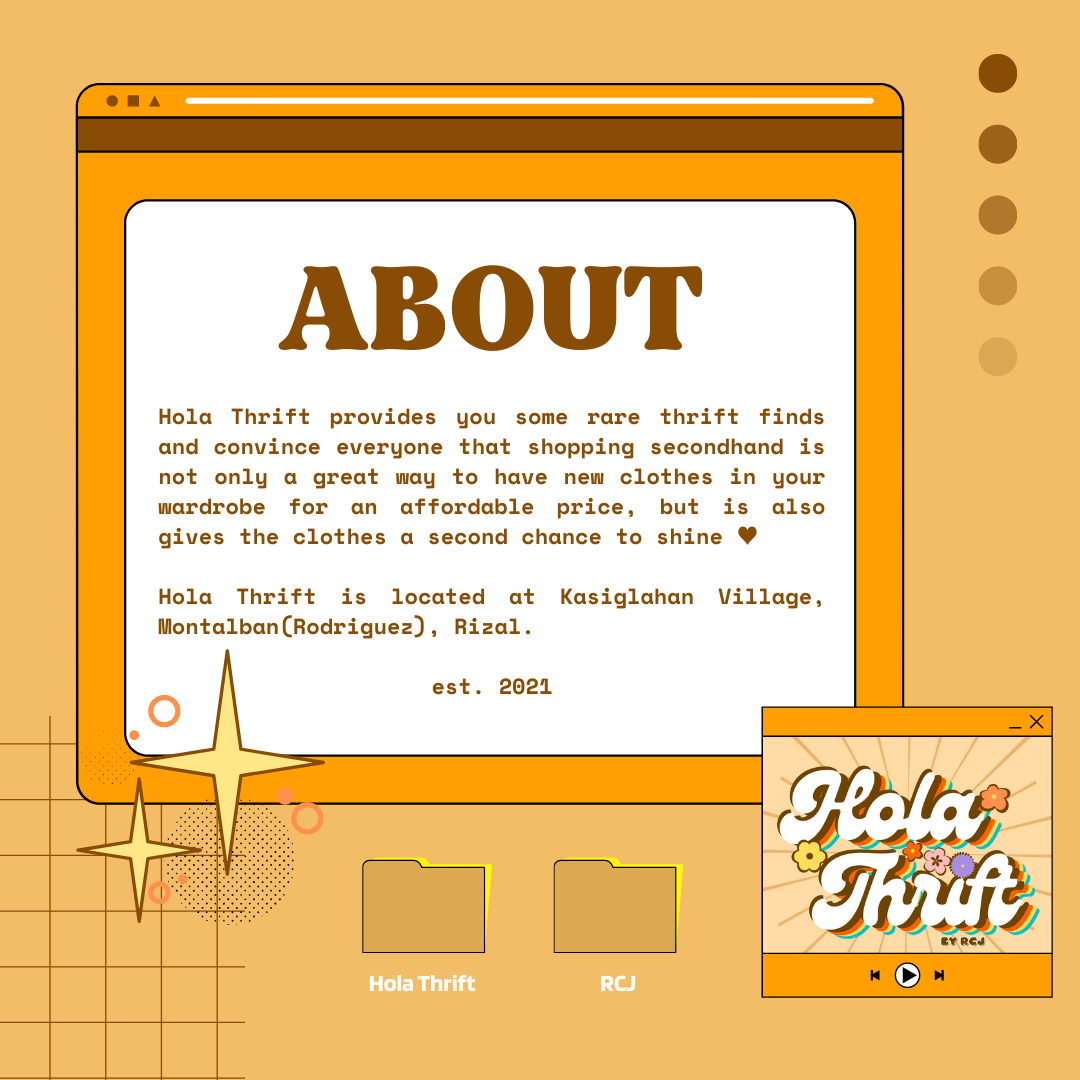 ABOUT
Hola Thrift provides you some rare thrift finds
and convince everyone that shopping secondhand is
not only a great way to have new clothes in your
wardrobe for an affordable price, but is also
gives the clothes a second chance to shine ♥
Hola Thrift is located at Kasiglahan Village,
Montalban(Rodriguez), Rizal.
est. 2021
Hola
Thrift
BY RCJ
Hola Thrift
RCJ